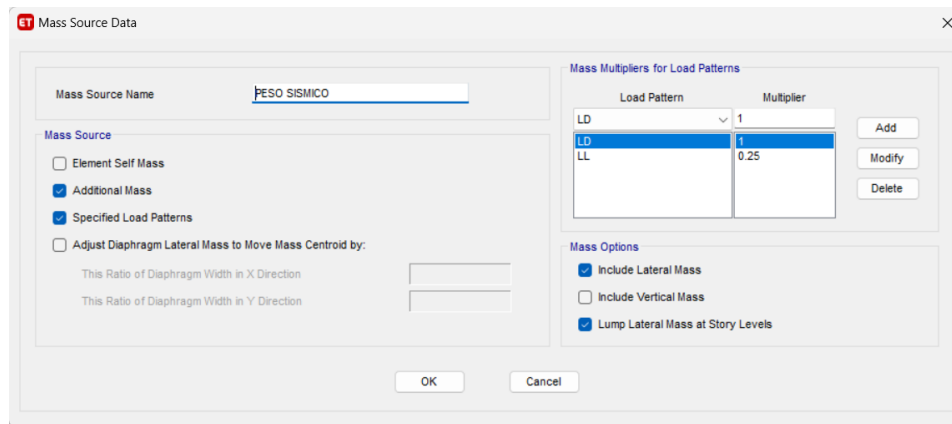 ET Mass Source Data
Mass Source Name PESO SISMICO
Mass Source
Element Self Mass
Additional Mass
Specified Load Patterns
Adjust Diaphragm Lateral Mass to Move Mass Centroid by:
This Ratio of Diaphragm Width in X Direction
This Ratio of Diaphragm Width in Y Direction
Mass Multipliers for Load Patterns
Load Pattern Multiplier
LD 1 Add
LD 1
LL 0.25 Modify
Delete
Mass Options
Include Lateral Mass
Include Vertical Mass
Lump Lateral Mass at Story Levels
OK Cancel